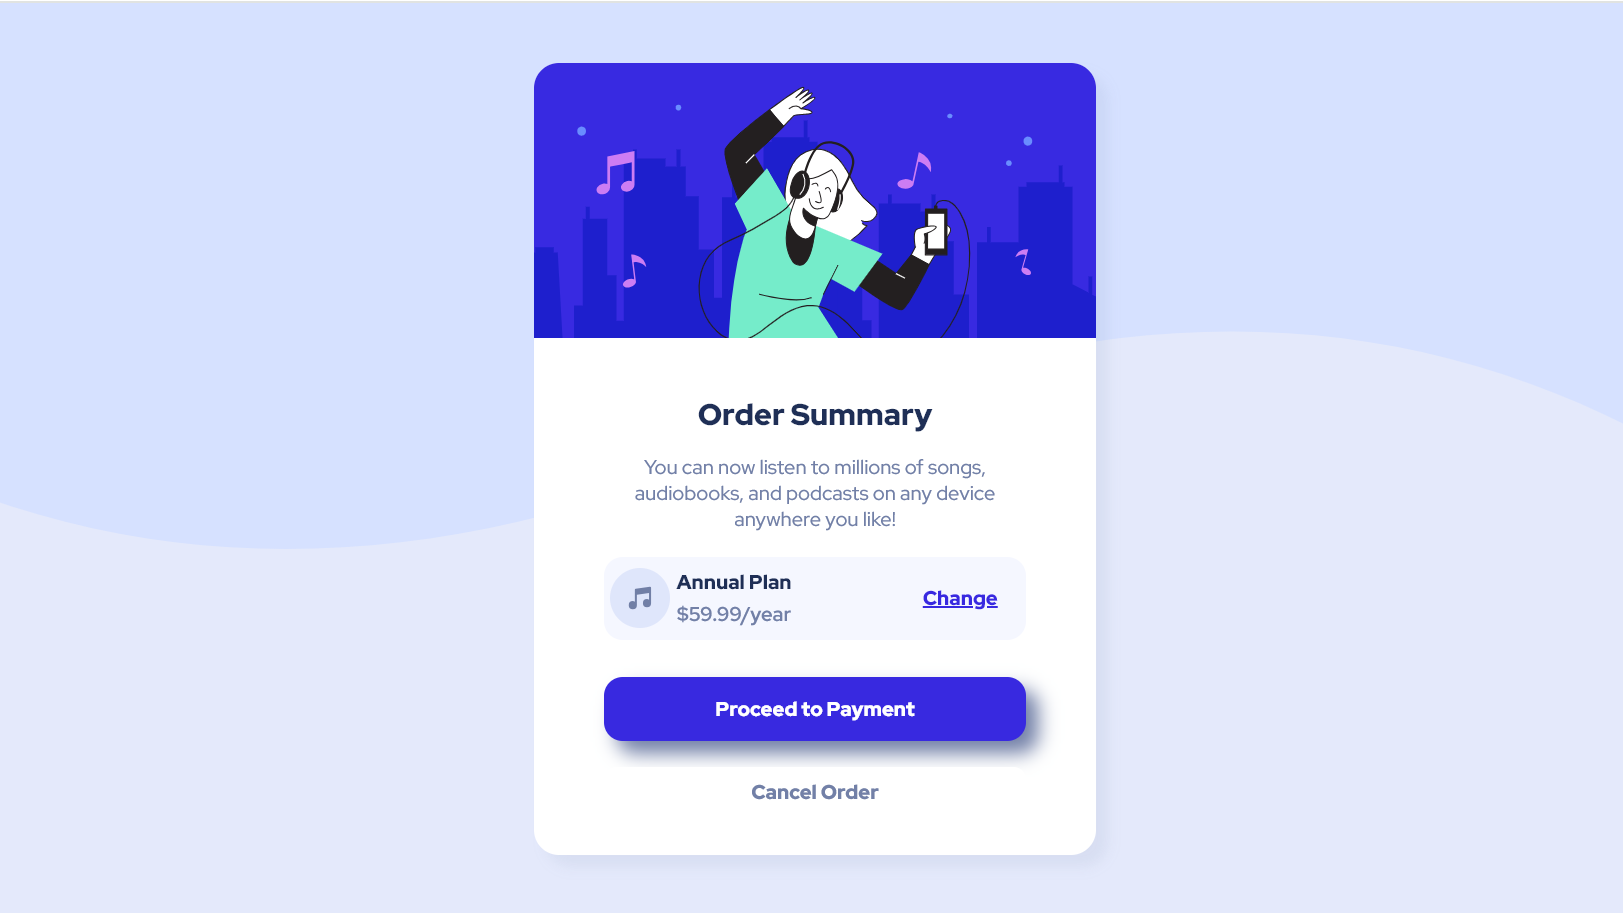 Order Summary
You can now listen to millions of songs,
audiobooks, and podcasts on any device
anywhere you like!
Annual Plan
$59.99/year
Change
Proceed to Payment
Cancel Order